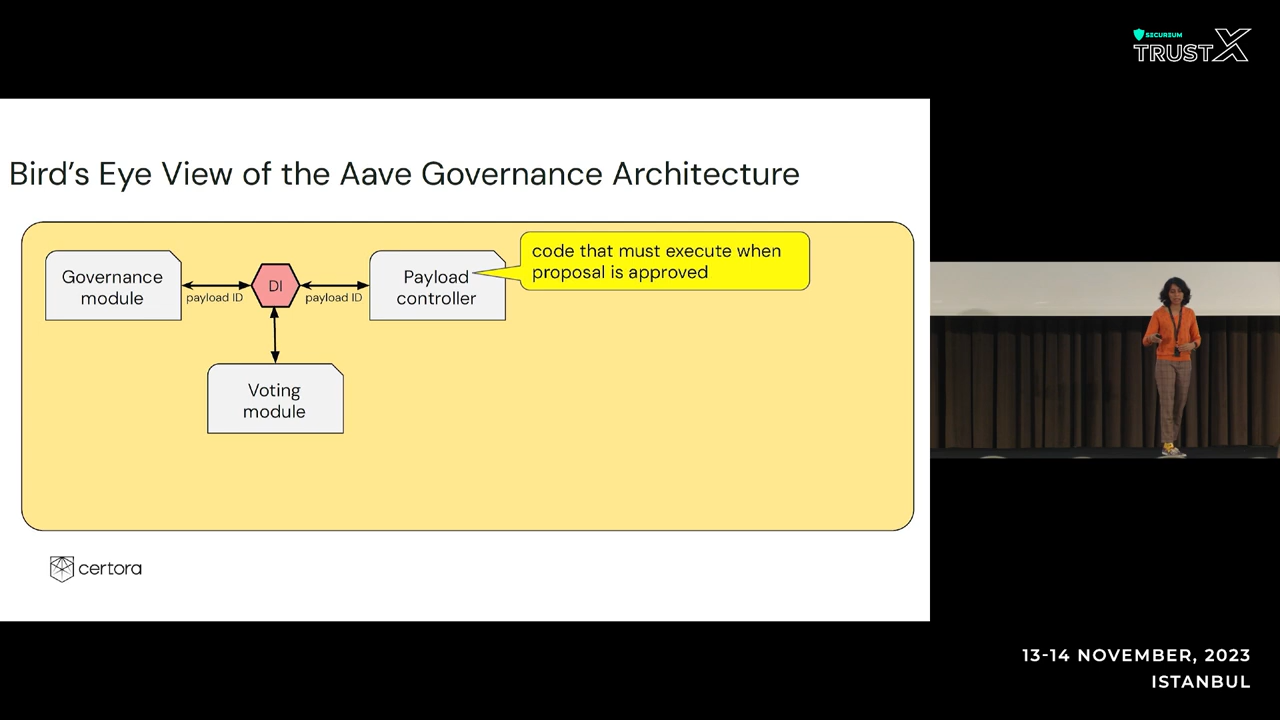 SECUREUM
TRUSTX
Bird's Eye View of the Aave Governance Architecture
code that must execute when
proposal is approved
Governance
module
DI
Payload
controller
payload ID
payload ID
Voting
module
certora
13-14 NOVEMBER, 2023
ISTANBUL